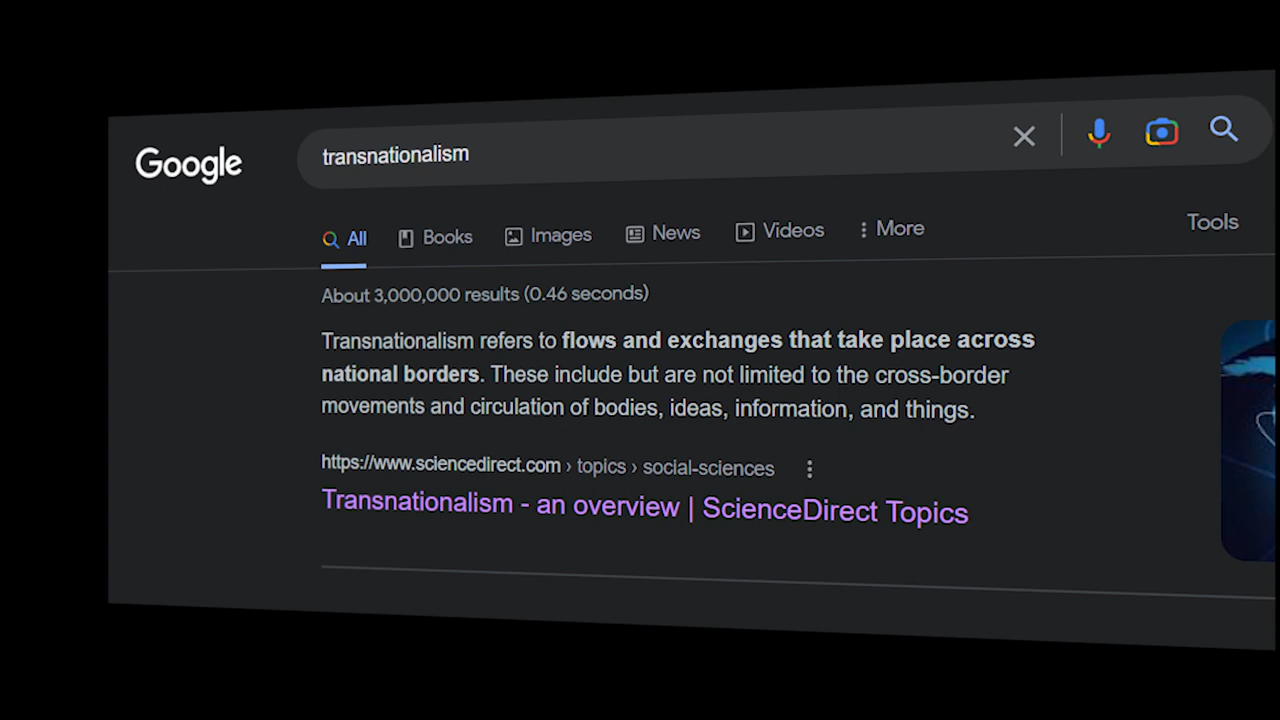 Google
transnationalism
All Books Images News Videos More Tools
About 3,000,000 results (0.46 seconds)
Transnationalism refers to flows and exchanges that take place across
national borders. These include but are not limited to the cross-border
movements and circulation of bodies, ideas, information, and things.
https://www.sciencedirect.com › topics › social-sciences
Transnationalism - an overview | ScienceDirect Topics